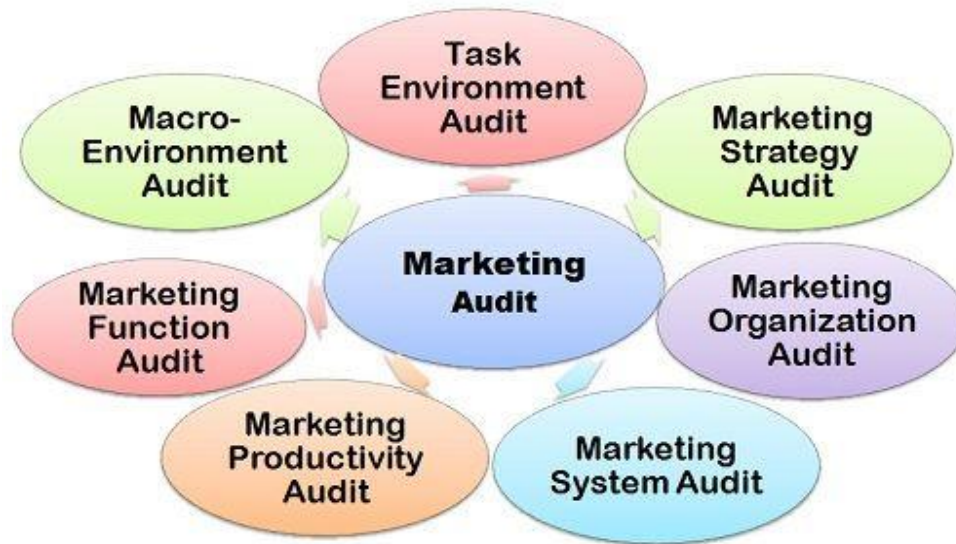 Task
Environment
Audit
Macro-
Environment
Audit
Marketing
Strategy
Audit
Marketing
Audit
Marketing
Function
Audit
Marketing
Organization
Audit
Marketing
Productivity
Audit
Marketing
System Audit